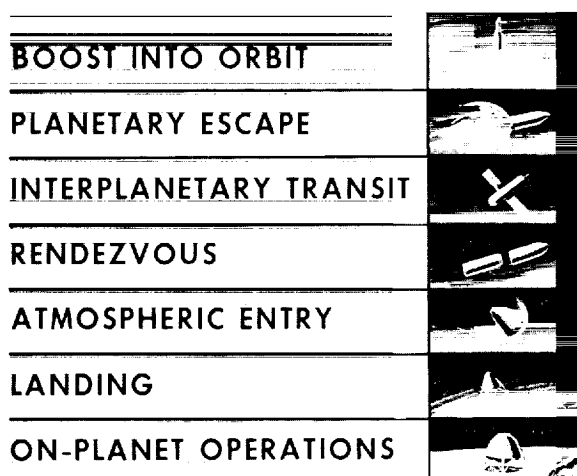 BOOST INTO ORBIT
PLANETARY ESCAPE
INTERPLANETARY TRANSIT
RENDEZVOUS
ATMOSPHERIC ENTRY
LANDING
ON-PLANET OPERATIONS